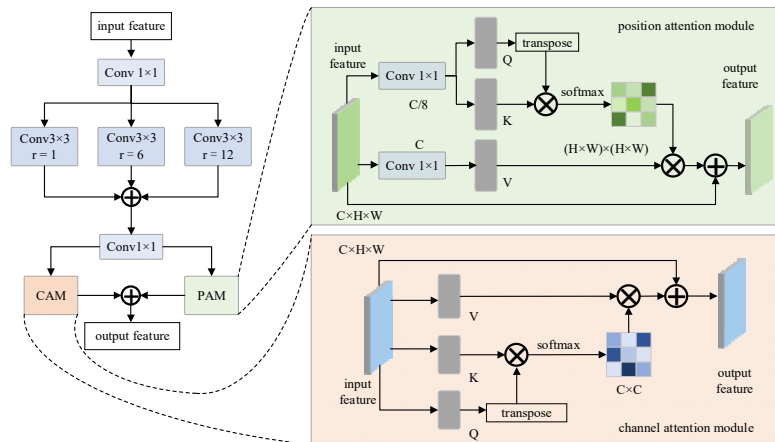 input feature
Conv 1×1
Conv3×3
r = 1
Conv3×3
r = 6
Conv3×3
r = 12
Conv1×1
CAM
PAM
output feature
position attention module
input
feature
Conv 1×1
C/8
Q
transpose
K
softmax
output
feature
C
Conv 1×1
V
(H×W)×(H×W)
C×H×W
C×H×W
V
K
softmax
C×C
input
feature
Q
transpose
output
feature
channel attention module